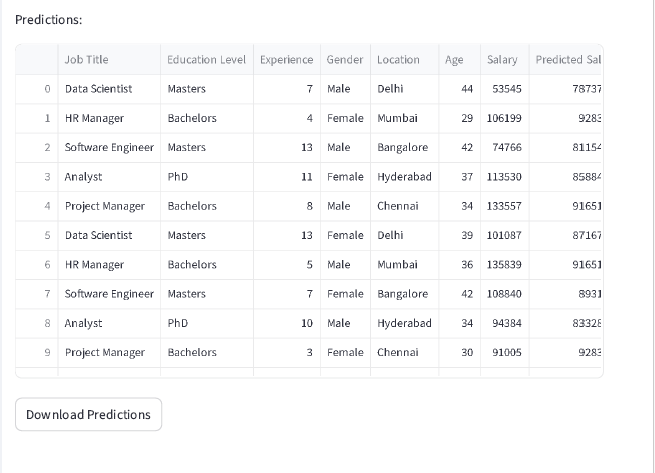 Predictions:
Job Title Education Level Experience Gender Location Age Salary Predicted Sal
0 Data Scientist Masters 7 Male Delhi 44 53545 78737
1 HR Manager Bachelors 4 Female Mumbai 29 106199 9283
2 Software Engineer Masters 13 Male Bangalore 42 74766 81154
3 Analyst PhD 11 Female Hyderabad 37 113530 85884
4 Project Manager Bachelors 8 Male Chennai 34 133557 91651
5 Data Scientist Masters 13 Female Delhi 39 101087 87167
6 HR Manager Bachelors 5 Male Mumbai 36 135839 91651
7 Software Engineer Masters 7 Female Bangalore 42 108840 8931
8 Analyst PhD 10 Male Hyderabad 34 94384 83328
9 Project Manager Bachelors 3 Female Chennai 30 91005 9283
Download Predictions